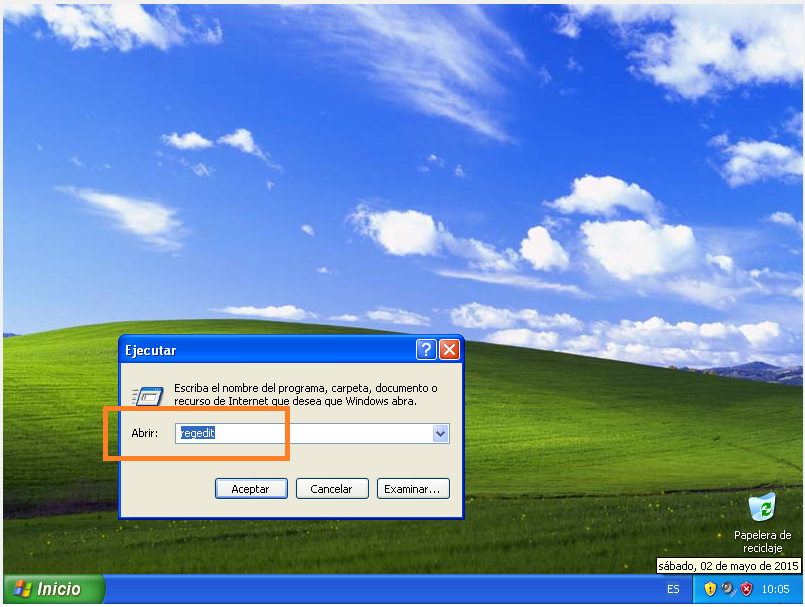 Ejecutar
Escriba el nombre del programa, carpeta, documento o
recurso de Internet que desea que Windows abra.
Abrir:
regedit
Aceptar
Cancelar
Examinar...
Papelera de
reciclaje
sábado, 02 de mayo de 2015
Inicio
ES
10:05